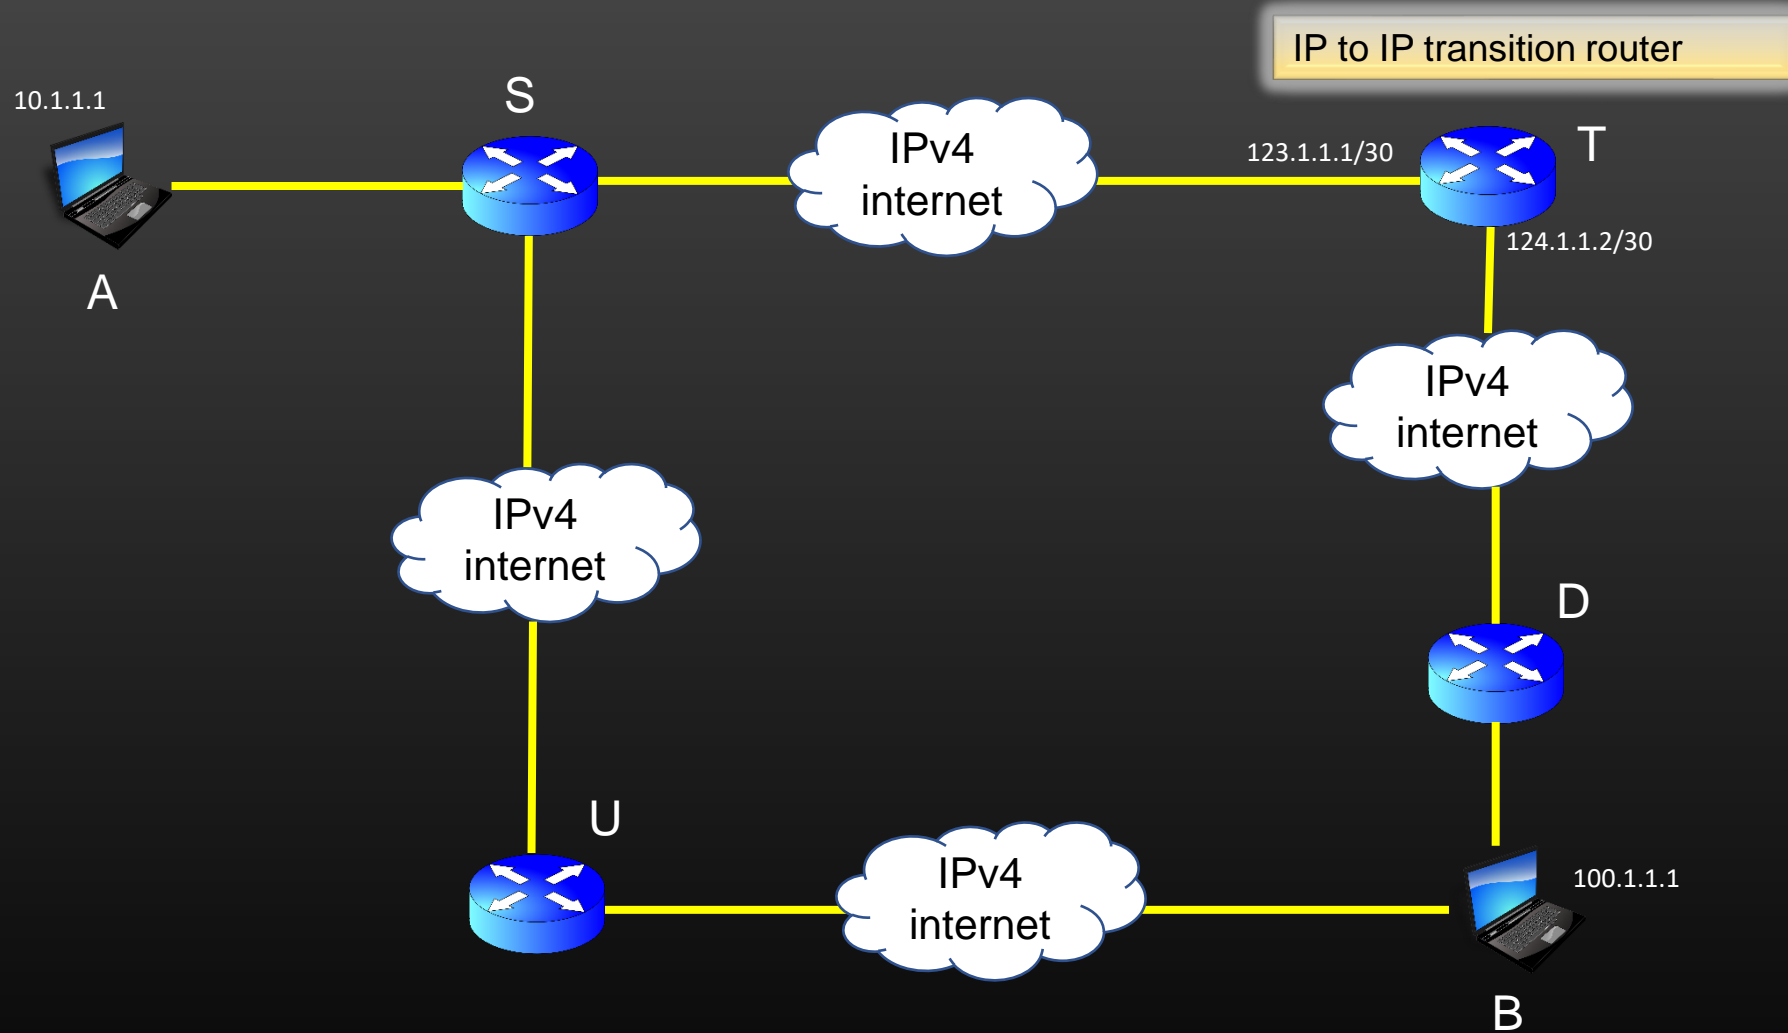 IP to IP transition router
10.1.1.1
S
IPv4
internet
123.1.1.1/30
T
124.1.1.2/30
A
IPv4
internet
IPv4
internet
D
U
IPv4
internet
100.1.1.1
B